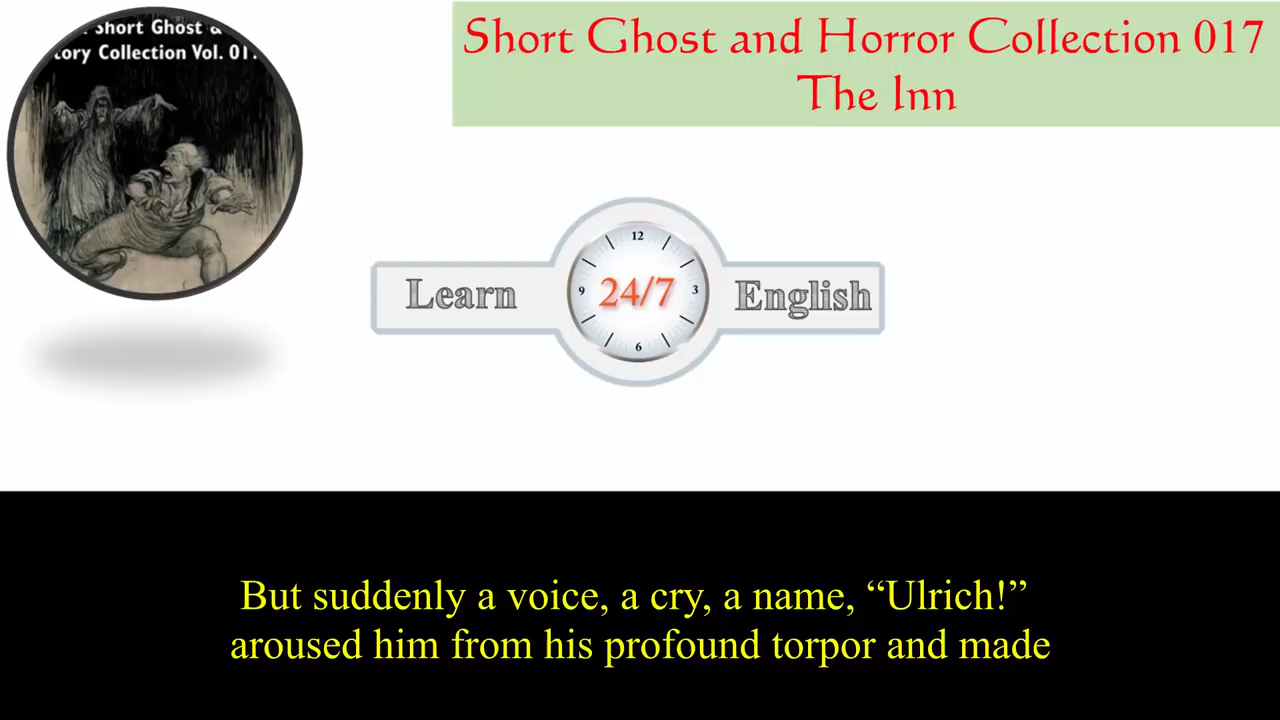 Short Ghost &
tory Collection Vol. 01
Short Ghost and Horror Collection 017
The Inn
12
Learn
9
24/7
3
English
6
But suddenly a voice, a cry, a name, “Ulrich!”
aroused him from his profound torpor and made